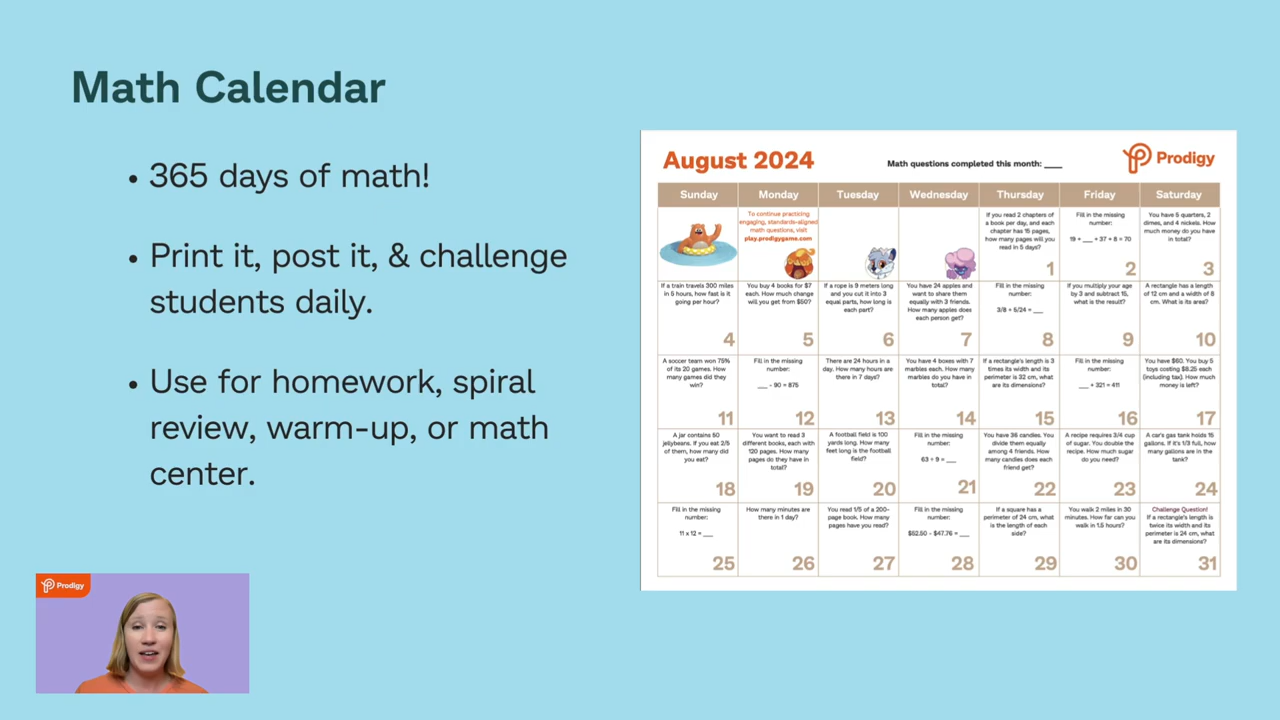 Math Calendar
• 365 days of math!
• Print it, post it, & challenge
students daily.
• Use for homework, spiral
review, warm-up, or math
center.
Prodigy
August 2024
Math questions completed this month: ____
Prodigy
Sunday Monday Tuesday Wednesday Thursday Friday Saturday
To continue practicing
engaging, standards-aligned
math questions, visit
play.prodigygame.com
If you read 2 chapters of
a book per day, and each
chapter has 15 pages,
how many pages will you
read in 5 days?
1
Fill in the missing
number:
19 + ___ + 37 + 8 = 70
2
You have 5 quarters, 2
dimes, and 4 nickels. How
much money do you have
in total?
3
If a train travels 300 miles
in 5 hours, how fast is it
going per hour?
4
You buy 4 books for $7
each. How much change
will you get from $50?
5
If a rope is 9 meters long
and you cut it into 3
equal parts, how long is
each part?
6
You have 24 apples and
want to share them
equally with 3 friends.
How many apples does
each person get?
7
Fill in the missing
number:
3/8 + 5/24 = ___
8
If you multiply your age
by 3 and subtract 15,
what is the result?
9
A rectangle has a length
of 12 cm and a width of 8
cm. What is its area?
10
A soccer team won 75%
of its 20 games. How
many games did they
win?
11
Fill in the missing
number:
___ - 90 = 875
12
There are 24 hours in a
day. How many hours are
there in 7 days?
13
You have 4 boxes with 7
marbles each. How many
marbles do you have in
total?
14
If a rectangle's length is 3
times its width and its
perimeter is 32 cm, what
are its dimensions?
15
Fill in the missing
number:
___ + 321 = 411
16
You have $60. You buy 5
toys costing $8.25 each
(including tax). How much
money is left?
17
A jar contains 50
jellybeans. If you eat 2/5
of them, how many did
you eat?
18
You want to read 3
different books, each with
120 pages. How many
pages do they have in
total?
19
A football field is 100
yards long. How many
feet long is the football
field?
20
Fill in the missing
number:
63 ÷ 9 = ___
21
You have 36 candies. You
divide them equally
among 4 friends. How
many candies does each
friend get?
22
A recipe requires 3/4 cup
of sugar. You double the
recipe. How much sugar
do you need?
23
A car's gas tank holds 15
gallons. If it's 1/3 full, how
many gallons are in the
tank?
24
Fill in the missing
number:
11 x 12 = ___
25
How many minutes are
there in 1 day?
26
You read 1/5 of a 200-
page book. How many
pages have you read?
27
Fill in the missing
number:
$52.50 - $47.76 = ___
28
If a square has a
perimeter of 24 cm, what
is the length of each
side?
29
You walk 2 miles in 30
minutes. How far can you
walk in 1.5 hours?
30
Challenge Question!
If a rectangle's length is
twice its width and its
perimeter is 24 cm, what
are its dimensions?
31